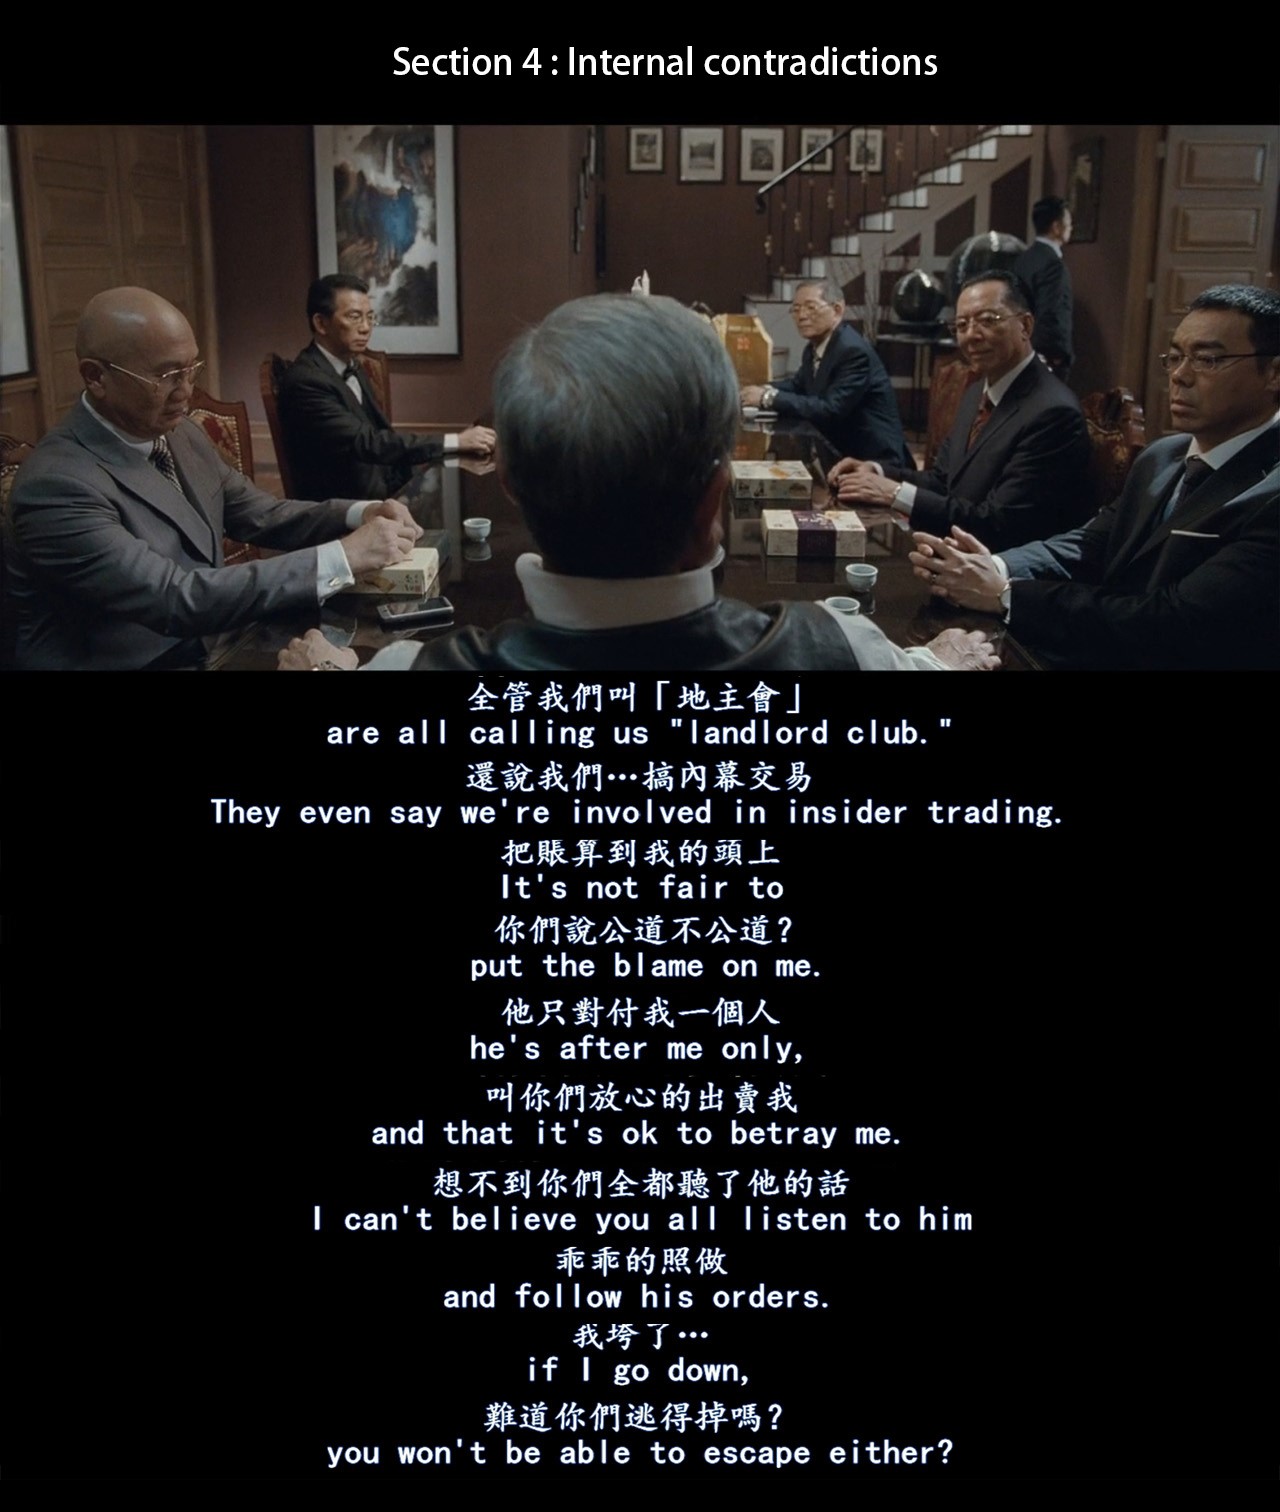 Section 4 : Internal contradictions
全管我們叫「地主會」
are all calling us "landlord club."
還說我們…搞內幕交易
They even say we're involved in insider trading.
把賬算到我的頭上
It's not fair to
你們說公道不公道?
put the blame on me.
他只對付我一個人
he's after me only,
叫你們放心的出賣我
and that it's ok to betray me.
想不到你們全都聽了他的話
I can't believe you all listen to him
乖乖的照做
and follow his orders.
我垮了…
if I go down,
難道你們逃得掉嗎?
you won't be able to escape either?